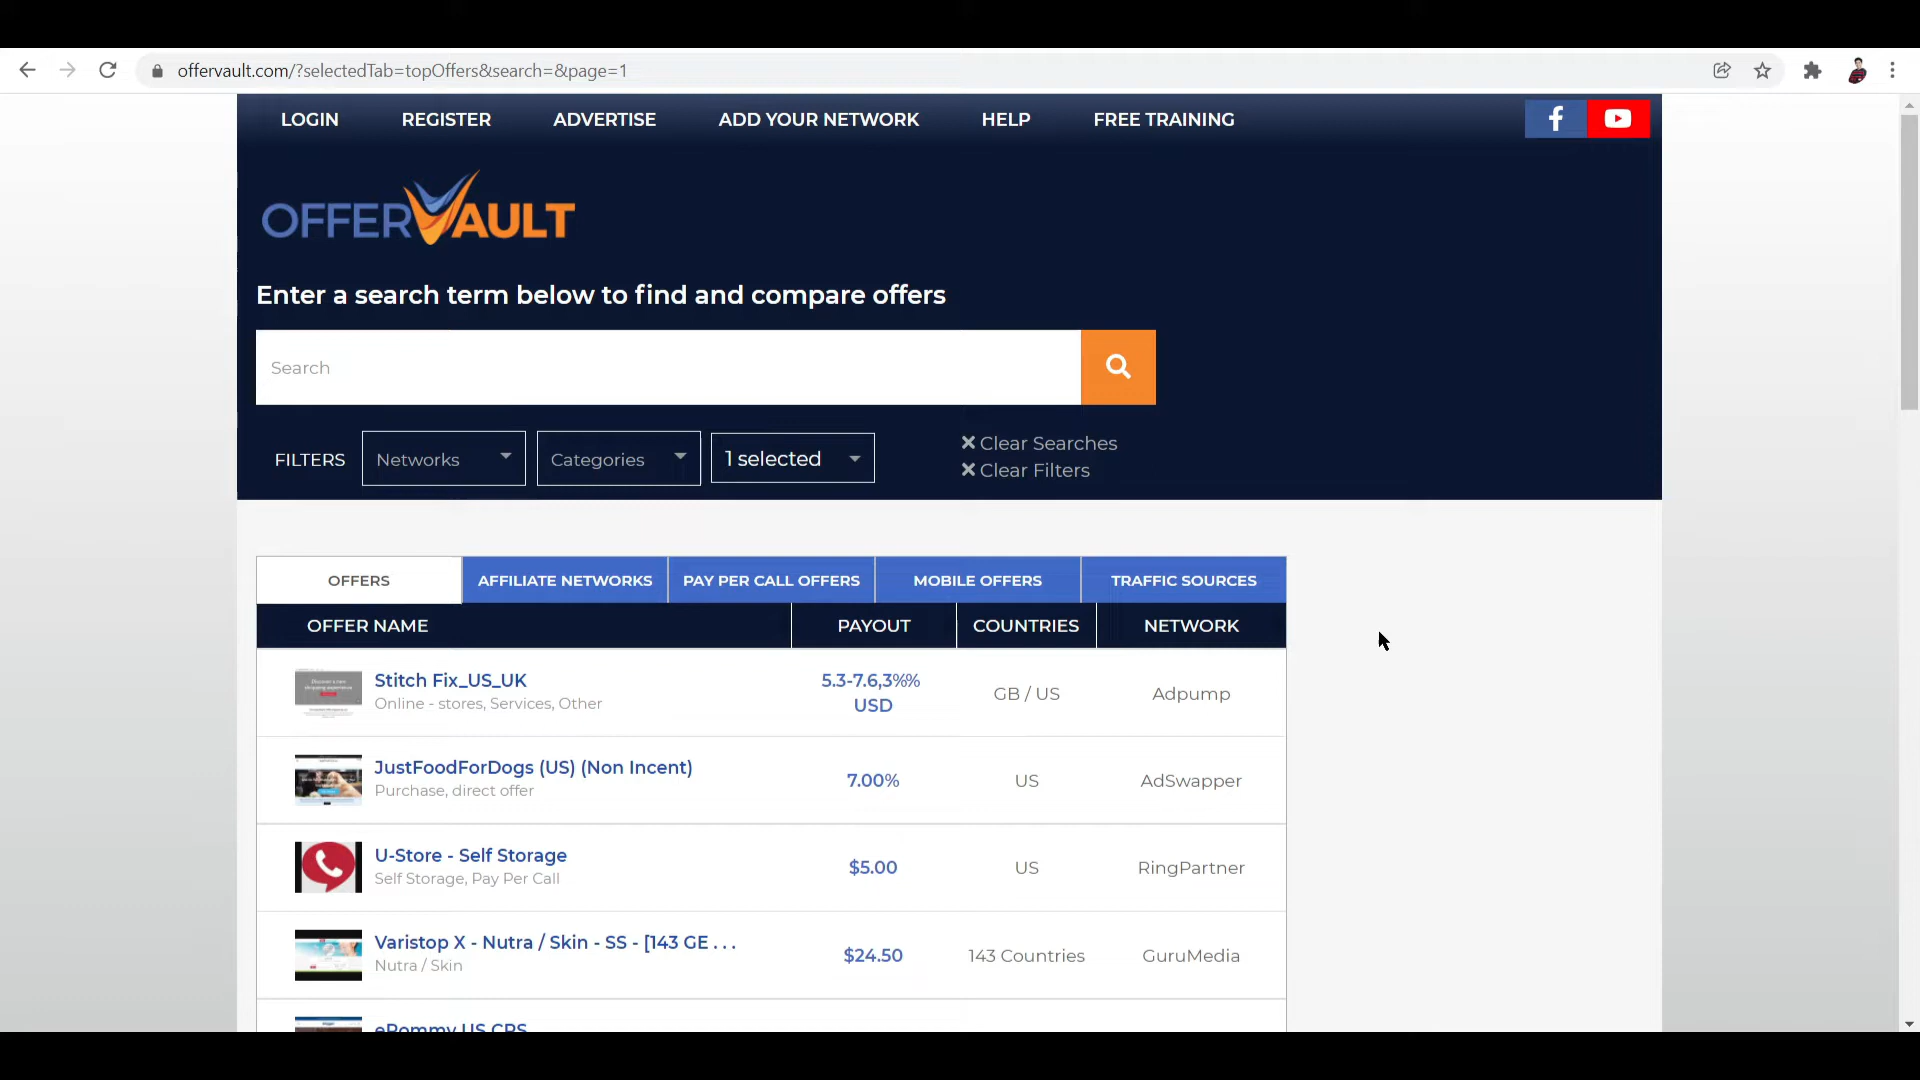 offervault.com/?selectedTab=topOffers&search=&page=1
LOGIN REGISTER ADVERTISE ADD YOUR NETWORK HELP FREE TRAINING
OFFERVAULT
Enter a search term below to find and compare offers
Search
FILTERS Networks Categories 1 selected
Clear Searches
Clear Filters
OFFERS AFFILIATE NETWORKS PAY PER CALL OFFERS MOBILE OFFERS TRAFFIC SOURCES
OFFER NAME PAYOUT COUNTRIES NETWORK
Stitch Fix_US_UK 5.3-7.6,3%% USD GB / US Adpump
Online - stores, Services, Other
JustFoodForDogs (US) (Non Incent) 7.00% US AdSwapper
Purchase, direct offer
U-Store - Self Storage $5.00 US RingPartner
Self Storage, Pay Per Call
Varistop X - Nutra / Skin - SS - [143 GE . . . $24.50 143 Countries GuruMedia
Nutra / Skin
US CPS